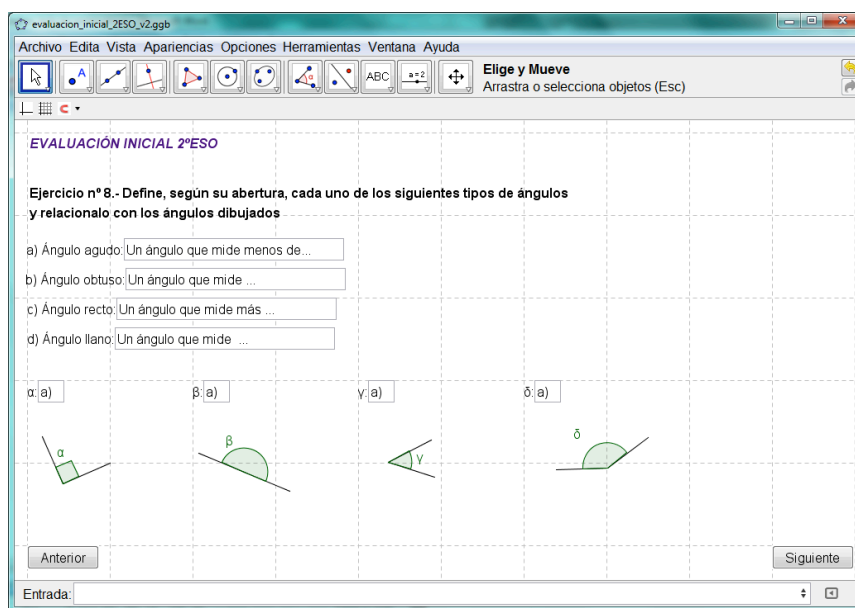 evaluacion_inicial_2ESO_v2.ggb
Archivo Edita Vista Apariencias Opciones Herramientas Ventana Ayuda
A
α
ABC
a=2
Elige y Mueve
Arrastra o selecciona objetos (Esc)
EVALUACIÓN INICIAL 2ºESO
Ejercicio nº 8.- Define, según su abertura, cada uno de los siguientes tipos de ángulos
y relacionalo con los ángulos dibujados
a) Ángulo agudo: Un ángulo que mide menos de...
b) Ángulo obtuso: Un ángulo que mide ...
c) Ángulo recto: Un ángulo que mide más ...
d) Ángulo llano: Un ángulo que mide ...
α: a) β: a) γ: a) δ: a)
α β γ δ
Anterior Siguiente
Entrada: